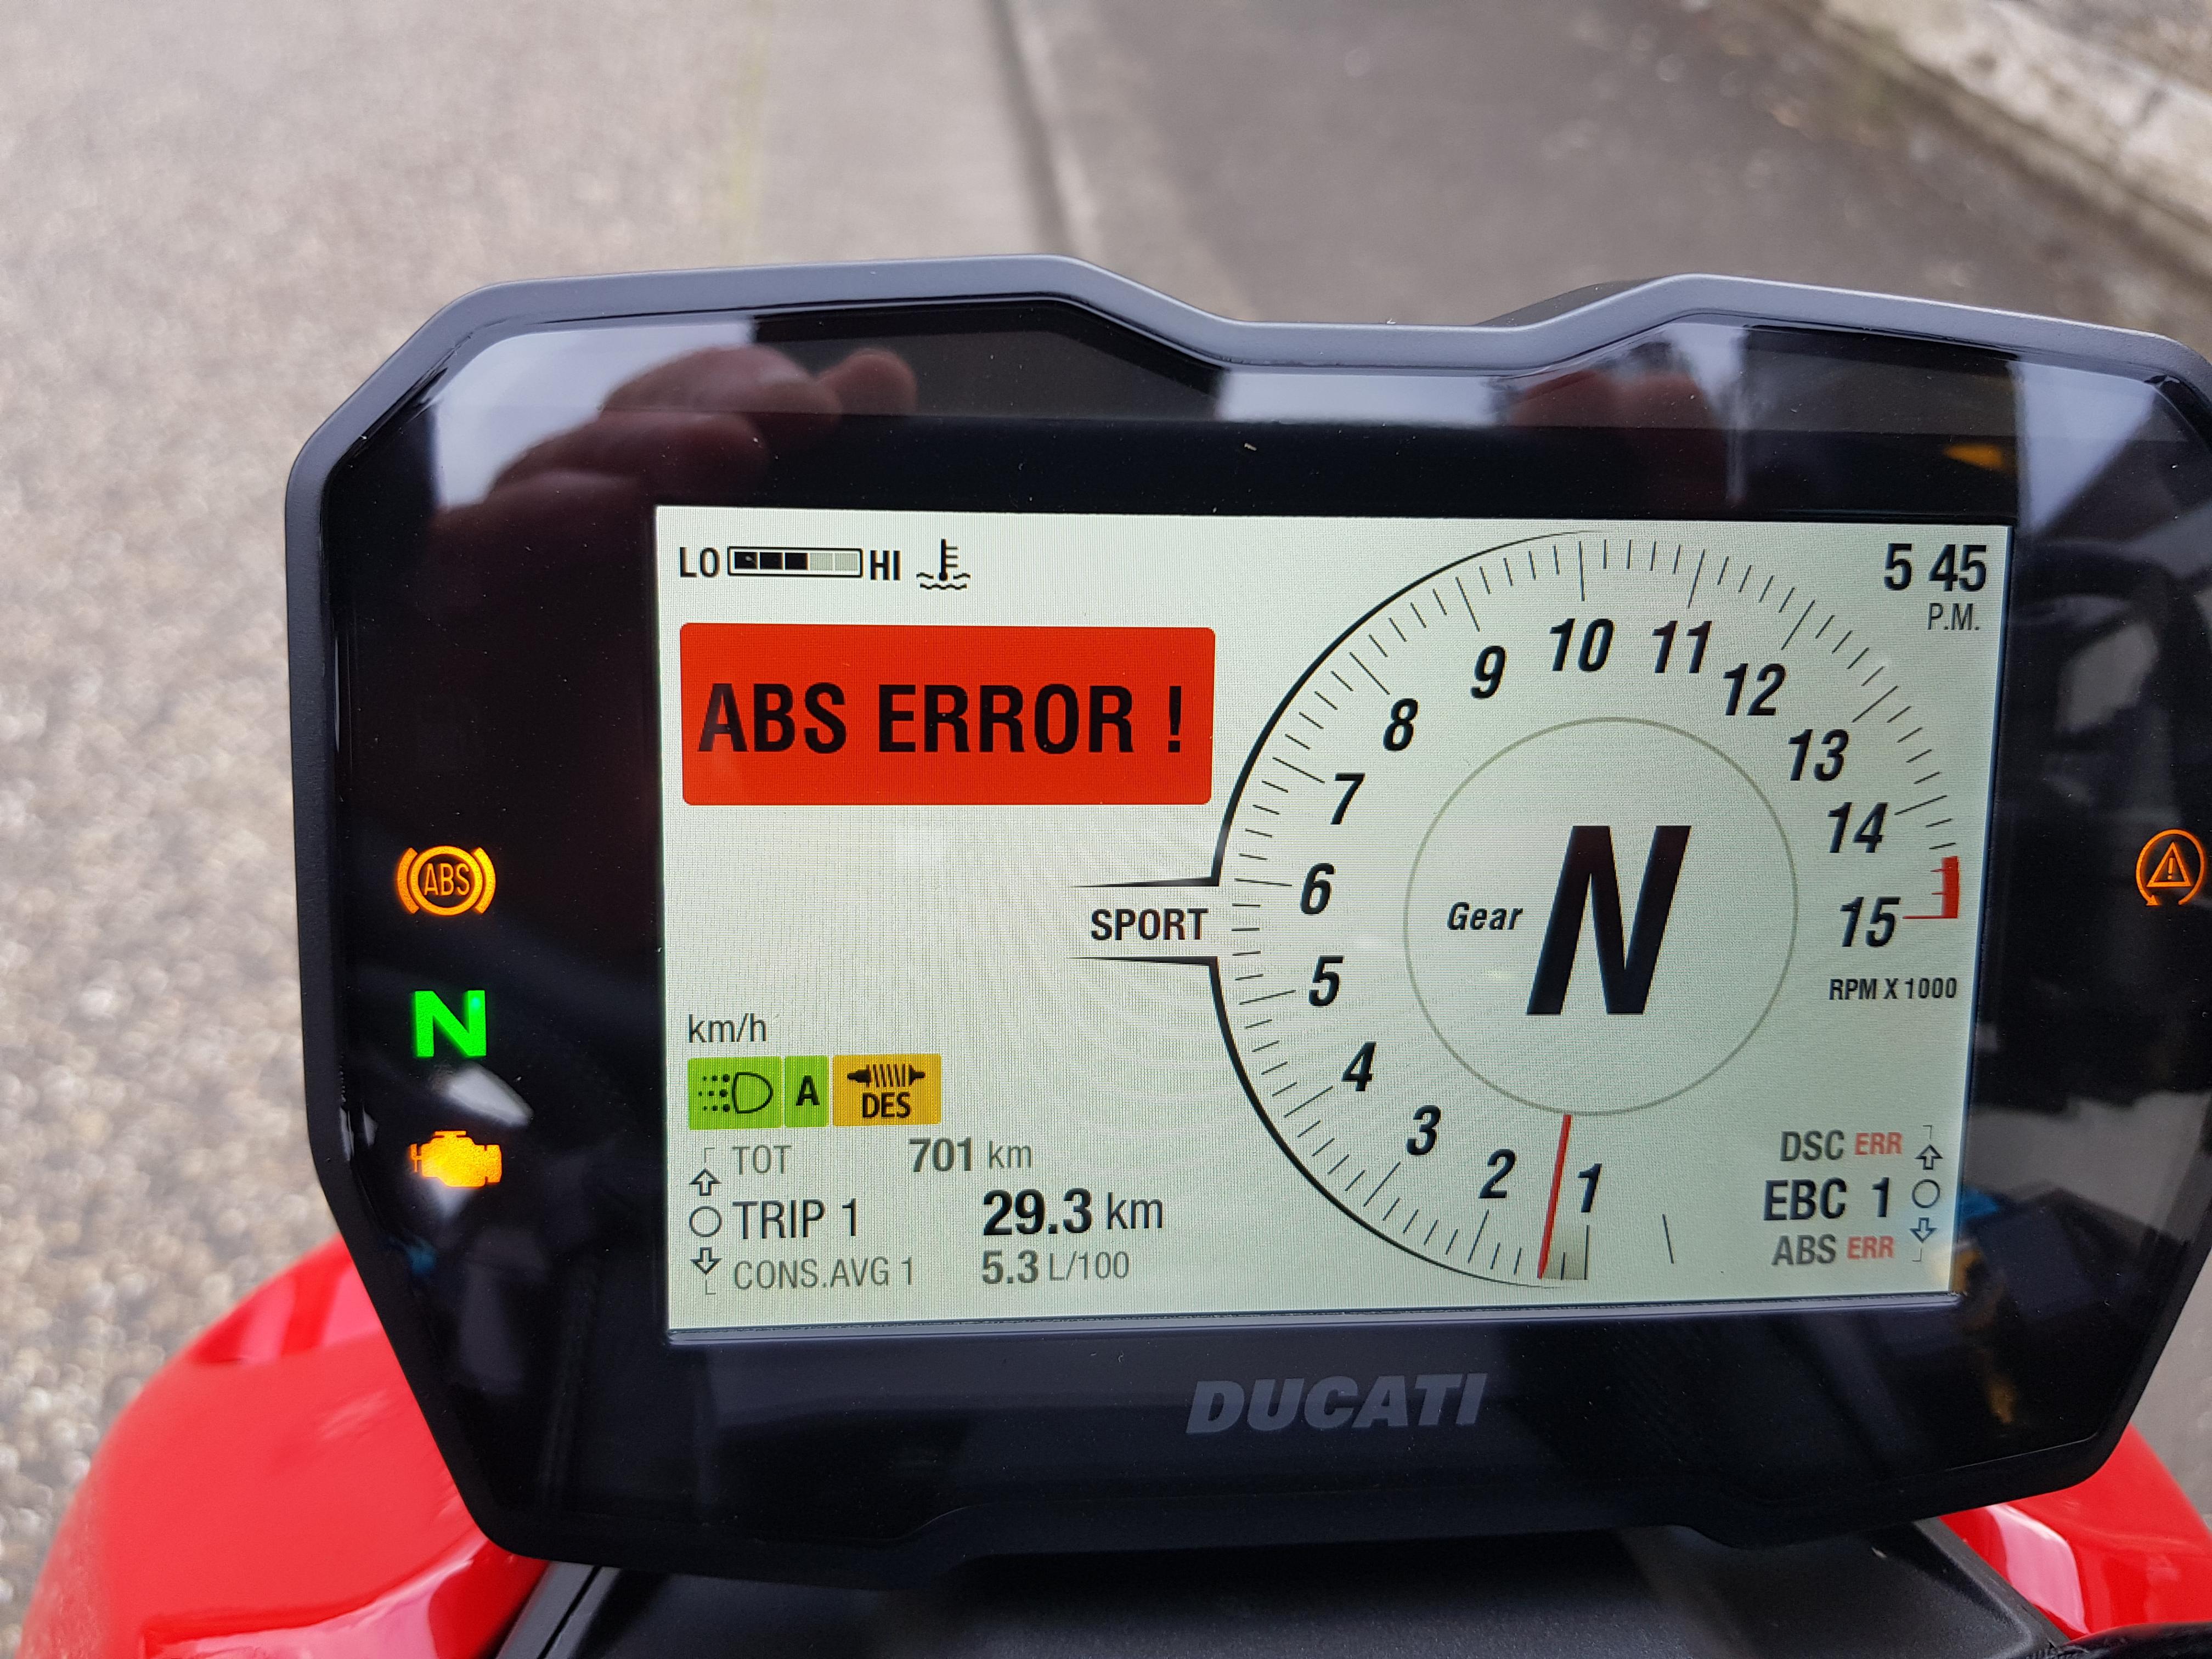 LO HI
5 45
P.M.
ABS ERROR !
ABS
SPORT
Gear N
1
2
3
4
5
6
7
8
9
10
11
12
13
14
15
RPM X 1000
N
km/h
A
DES
TOT 701 km
TRIP 1 29.3 km
CONS.AVG 1 5.3 L/100
DSC ERR
EBC 1
ABS ERR
DUCATI